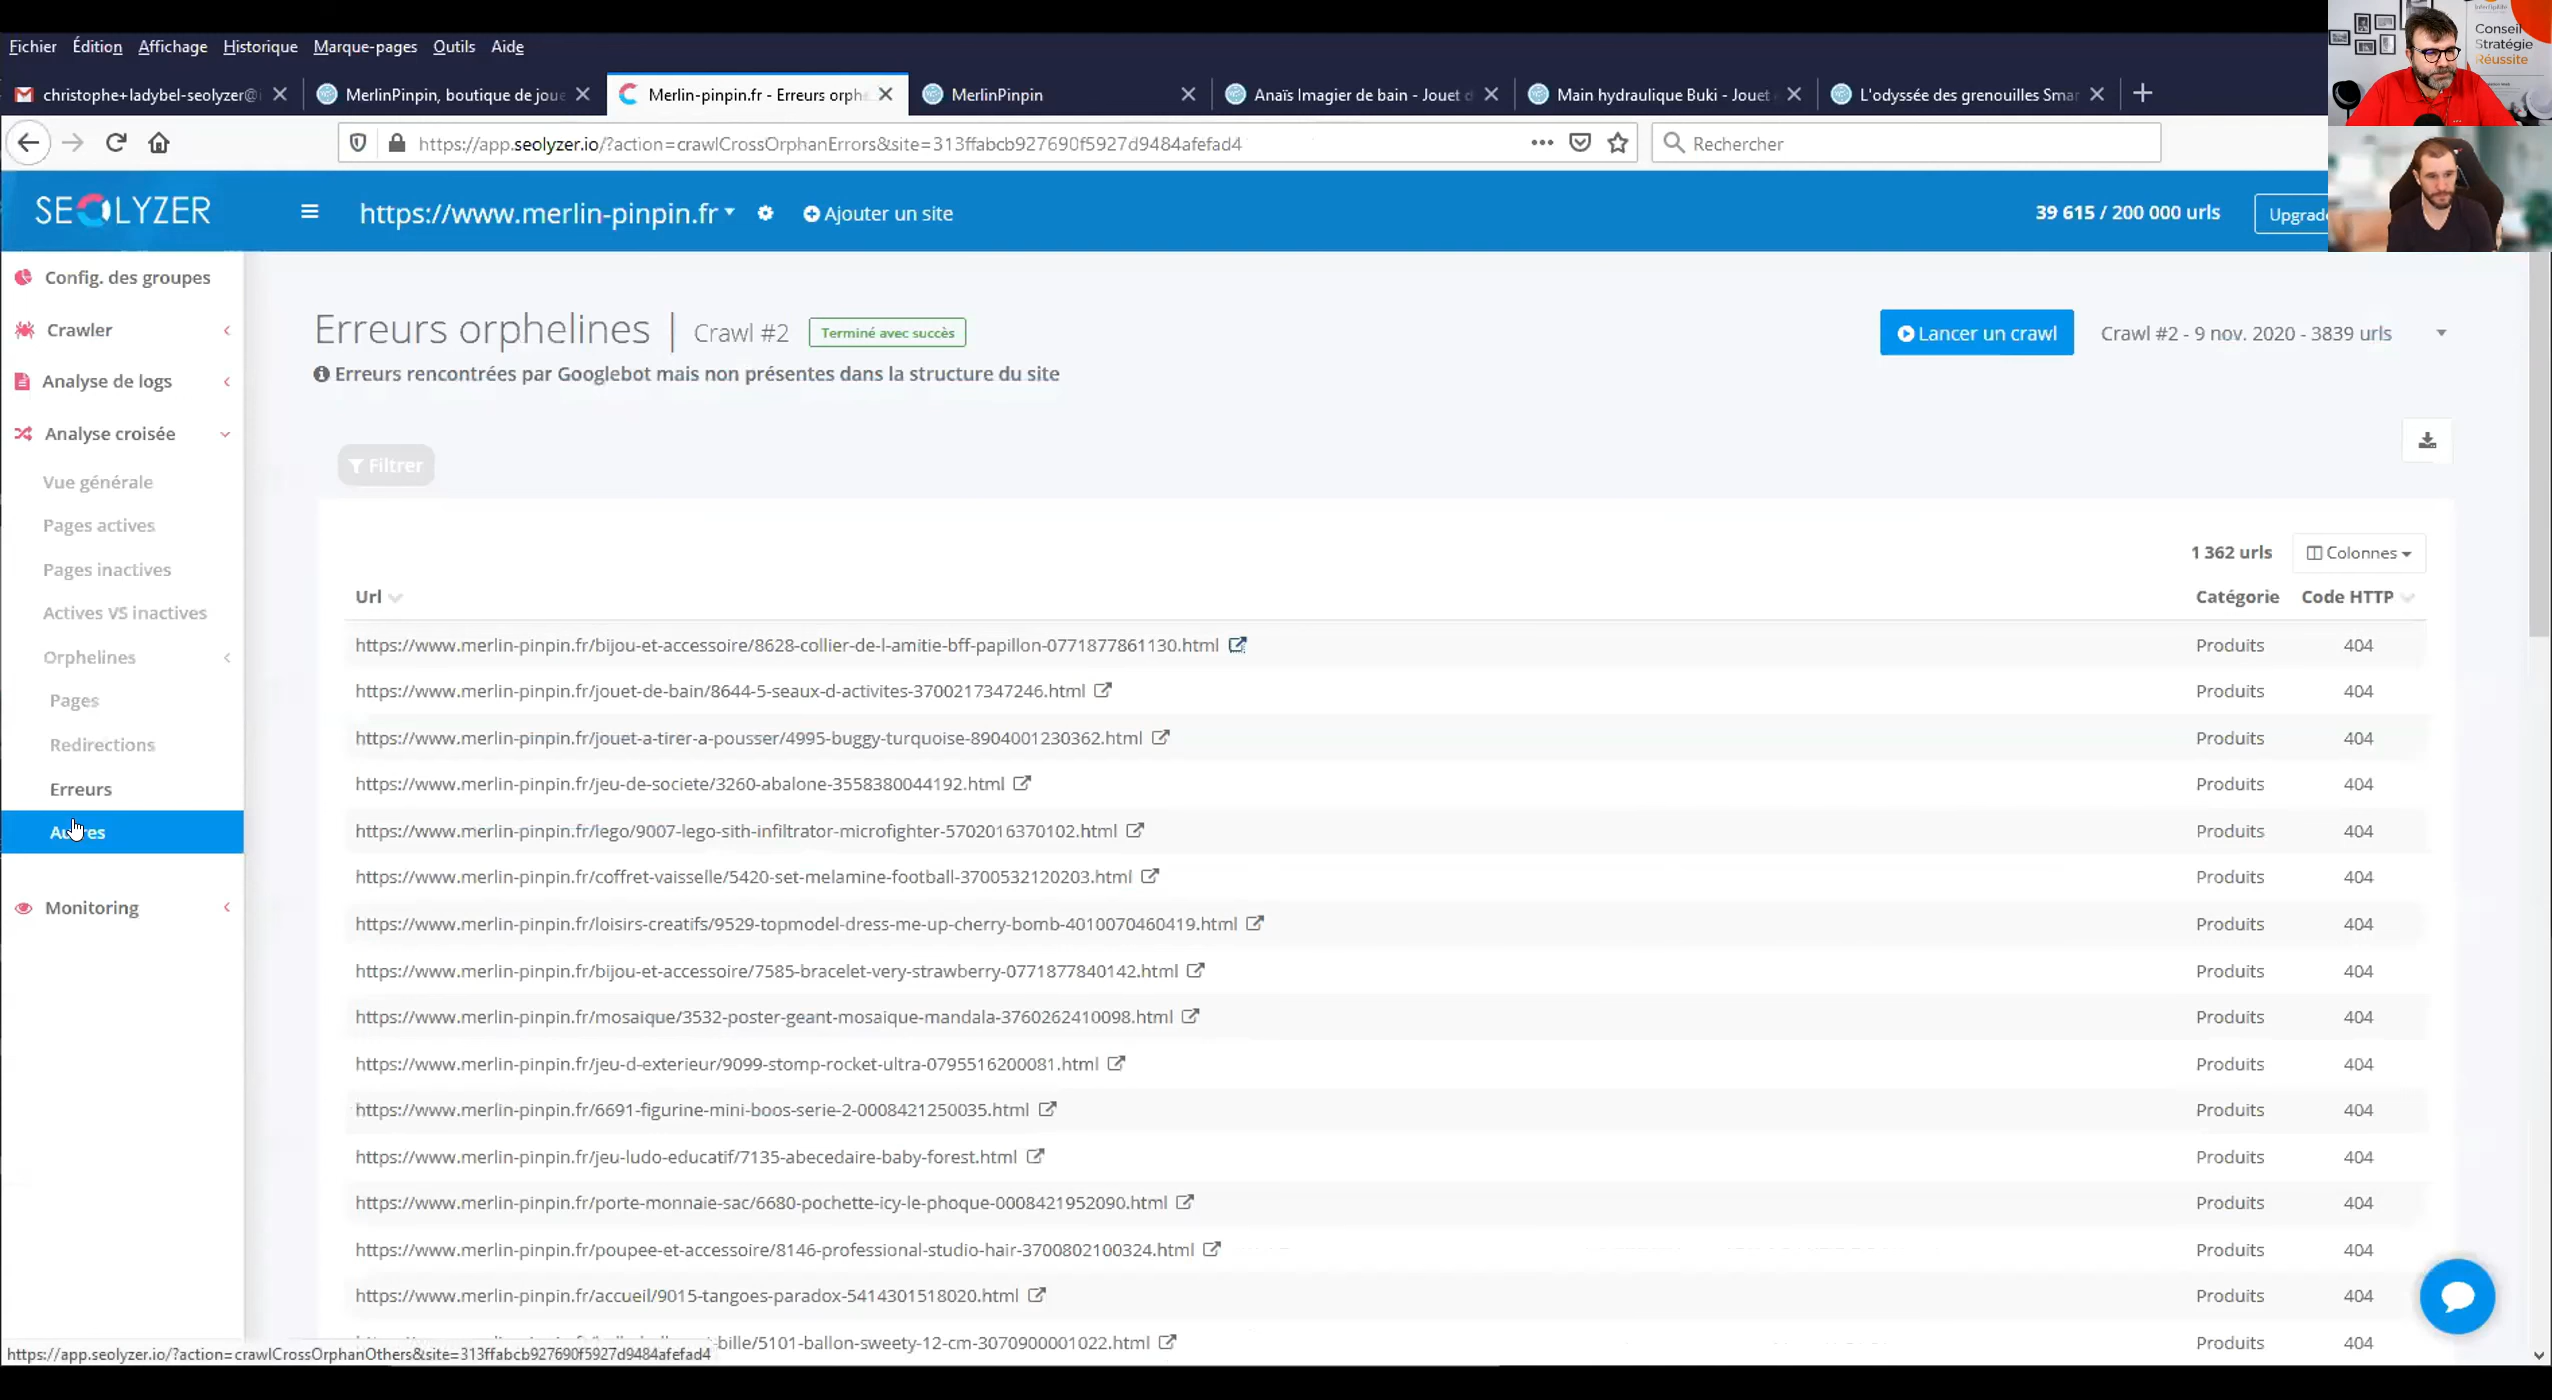 Fichier Édition Affichage Historique Marque-pages Outils Aide
christophe+ladybel-seolyzer@
MerlinPinpin, boutique de joue
Merlin-pinpin.fr - Erreurs orphe
MerlinPinpin
Anaïs Imagier de bain - Jouet d
Main hydraulique Buki - Jouet
L'odyssée des grenouilles Smar
https://app.seolyzer.io/?action=crawlCrossOrphanErrors&site=313ffabcb927690f5927d9484afefad4
Rechercher
Conseil
Stratégie
Réussite
SEOLYZER
https://www.merlin-pinpin.fr
Ajouter un site
39 615 / 200 000 urls
Upgrad
Config. des groupes
Crawler
Analyse de logs
Analyse croisée
Vue générale
Pages actives
Pages inactives
Actives VS inactives
Orphelines
Pages
Redirections
Erreurs
Autres
Monitoring
Erreurs orphelines | Crawl #2 Terminé avec succès
Erreurs rencontrées par Googlebot mais non présentes dans la structure du site
Lancer un crawl
Crawl #2 - 9 nov. 2020 - 3839 urls
Filtrer
1 362 urls
Colonnes
Url Catégorie Code HTTP
https://www.merlin-pinpin.fr/bijou-et-accessoire/8628-collier-de-l-amitie-bff-papillon-0771877861130.html Produits 404
https://www.merlin-pinpin.fr/jouet-de-bain/8644-5-seaux-d-activites-3700217347246.html Produits 404
https://www.merlin-pinpin.fr/jouet-a-tirer-a-pousser/4995-buggy-turquoise-8904001230362.html Produits 404
https://www.merlin-pinpin.fr/jeu-de-societe/3260-abalone-3558380044192.html Produits 404
https://www.merlin-pinpin.fr/lego/9007-lego-sith-infiltrator-microfighter-5702016370102.html Produits 404
https://www.merlin-pinpin.fr/coffret-vaisselle/5420-set-melamine-football-3700532120203.html Produits 404
https://www.merlin-pinpin.fr/loisirs-creatifs/9529-topmodel-dress-me-up-cherry-bomb-4010070460419.html Produits 404
https://www.merlin-pinpin.fr/bijou-et-accessoire/7585-bracelet-very-strawberry-0771877840142.html Produits 404
https://www.merlin-pinpin.fr/mosaique/3532-poster-geant-mosaique-mandala-3760262410098.html Produits 404
https://www.merlin-pinpin.fr/jeu-d-exterieur/9099-stomp-rocket-ultra-0795516200081.html Produits 404
https://www.merlin-pinpin.fr/6691-figurine-mini-boos-serie-2-0008421250035.html Produits 404
https://www.merlin-pinpin.fr/jeu-ludo-educatif/7135-abecedaire-baby-forest.html Produits 404
https://www.merlin-pinpin.fr/porte-monnaie-sac/6680-pochette-icy-le-phoque-0008421952090.html Produits 404
https://www.merlin-pinpin.fr/poupee-et-accessoire/8146-professional-studio-hair-3700802100324.html Produits 404
https://www.merlin-pinpin.fr/accueil/9015-tangoes-paradox-5414301518020.html Produits 404
bille/5101-ballon-sweety-12-cm-3070900001022.html Produits 404
https://app.seolyzer.io/?action=crawlCrossOrphanOthers&site=313ffabcb927690f5927d9484afefad4